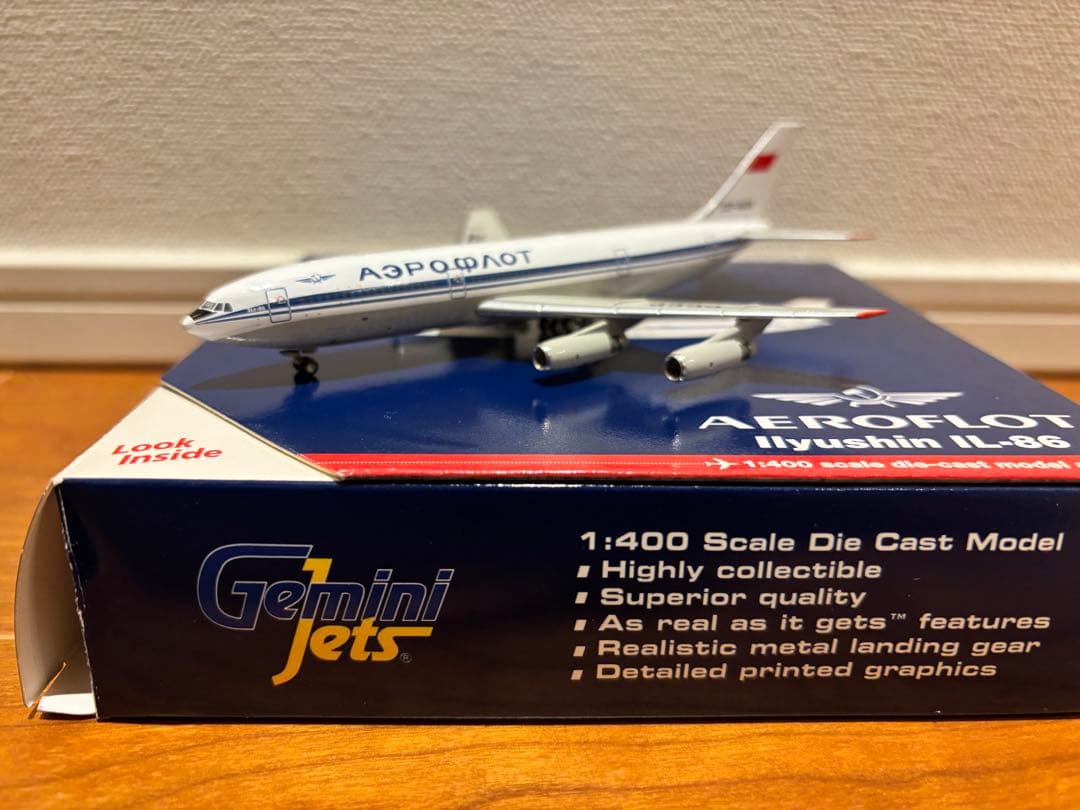 АЭРОФЛОТ
AEROFLOT
Ilyushin IL-86
1:400 scale die-cast model
Look
Inside
Gemini
Jets®
1:400 Scale Die Cast Model
▪ Highly collectible
▪ Superior quality
▪ As real as it gets™ features
▪ Realistic metal landing gear
▪ Detailed printed graphics